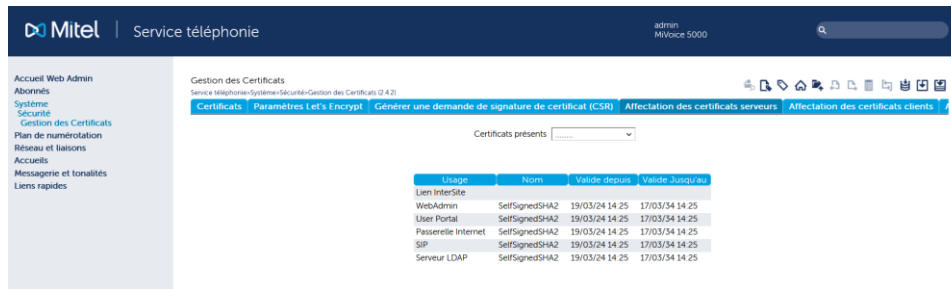 Mitel | Service téléphonie
admin
MiVoice 5000
Accueil Web Admin
Abonnés
Système
Sécurité
Gestion des Certificats
Plan de numérotation
Réseau et liaisons
Accueils
Messagerie et tonalités
Liens rapides
Gestion des Certificats
Service téléphonie>Système>Sécurité>Gestion des Certificats (2.4.2)
Certificats Paramètres Let's Encrypt Générer une demande de signature de certificat (CSR) Affectation des certificats serveurs Affectation des certificats clients
Certificats présents ........
Usage Nom Valide depuis Valide Jusqu'au
Lien InterSite
WebAdmin SelfSignedSHA2 19/03/24 14:25 17/03/34 14:25
User Portal SelfSignedSHA2 19/03/24 14:25 17/03/34 14:25
Passerelle Internet SelfSignedSHA2 19/03/24 14:25 17/03/34 14:25
SIP SelfSignedSHA2 19/03/24 14:25 17/03/34 14:25
Serveur LDAP SelfSignedSHA2 19/03/24 14:25 17/03/34 14:25